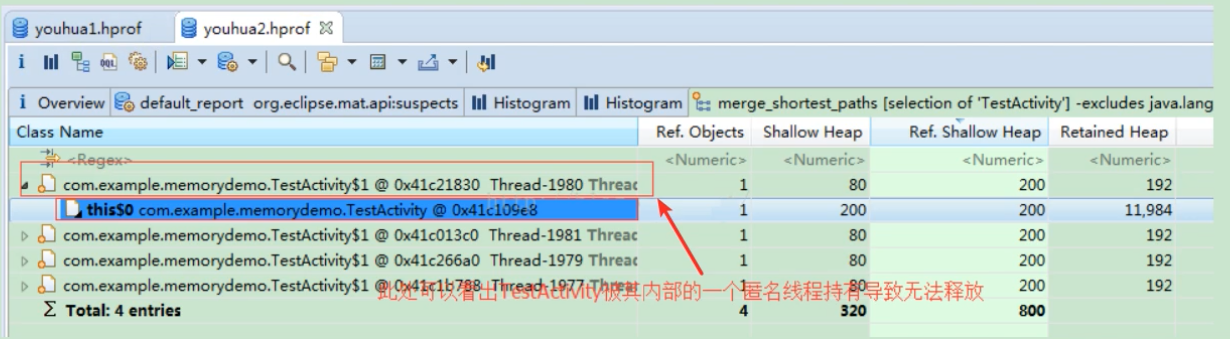 youhua1.hprof youhua2.hprof
i Overview default_report org.eclipse.mat.api:suspects Histogram Histogram merge_shortest_paths [selection of 'TestActivity'] -excludes java.lang
Class Name Ref. Objects Shallow Heap Ref. Shallow Heap Retained Heap
<Regex> <Numeric> <Numeric> <Numeric> <Numeric>
com.example.memorydemo.TestActivity$1 @ 0x41c21830 Thread-1980 Thread 1 80 200 192
this$0 com.example.memorydemo.TestActivity @ 0x41c109e8 1 200 200 11,984
com.example.memorydemo.TestActivity$1 @ 0x41c013c0 Thread-1981 Thread 1 80 200 192
com.example.memorydemo.TestActivity$1 @ 0x41c266a0 Thread-1979 Thread 1 80 200 192
com.example.memorydemo.TestActivity$1 @ 0x41c1b788 Thread-1977 Thread 1 80 200 192
此处可以看出TestActivity被其内部的一个匿名线程持有导致无法释放
Σ Total: 4 entries 4 320 800